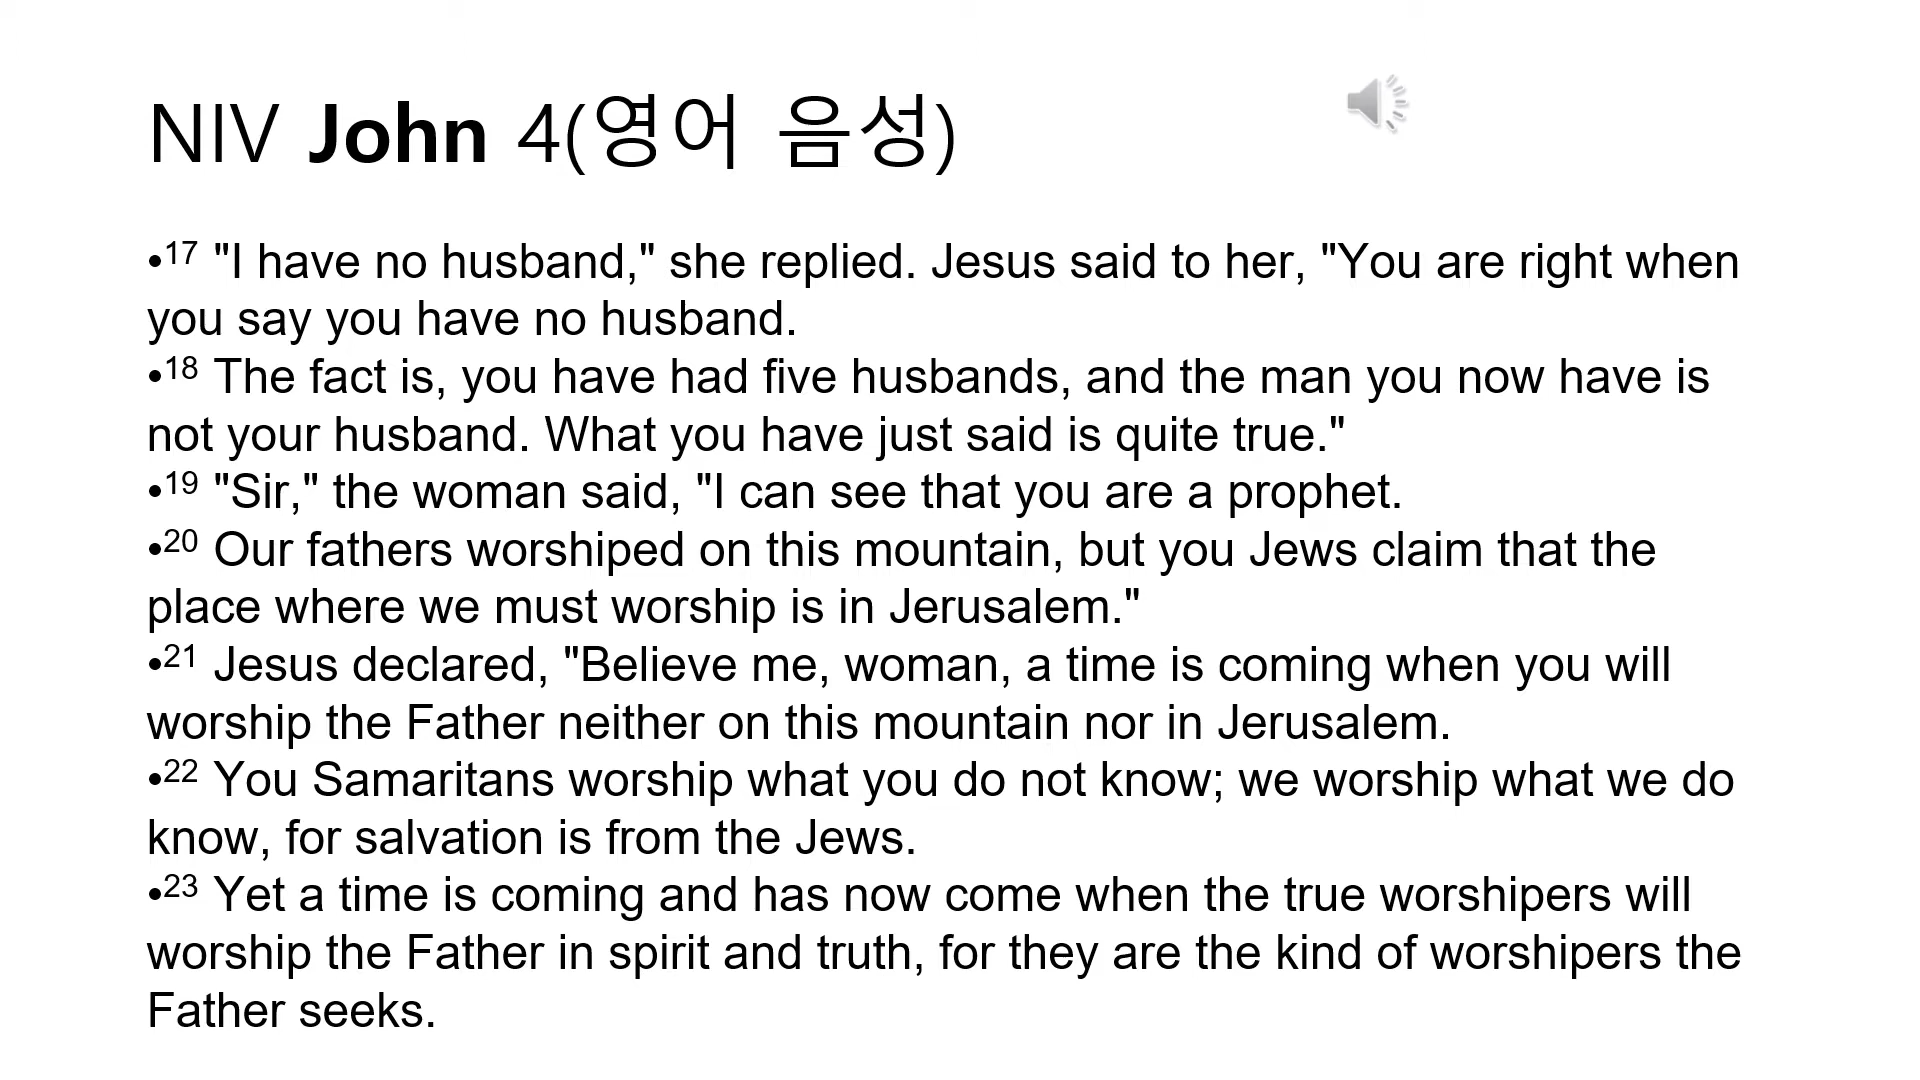 NIV John 4(영어 음성)
•17 "I have no husband," she replied. Jesus said to her, "You are right when
you say you have no husband.
•18 The fact is, you have had five husbands, and the man you now have is
not your husband. What you have just said is quite true."
•19 "Sir," the woman said, "I can see that you are a prophet.
•20 Our fathers worshiped on this mountain, but you Jews claim that the
place where we must worship is in Jerusalem."
•21 Jesus declared, "Believe me, woman, a time is coming when you will
worship the Father neither on this mountain nor in Jerusalem.
•22 You Samaritans worship what you do not know; we worship what we do
know, for salvation is from the Jews.
•23 Yet a time is coming and has now come when the true worshipers will
worship the Father in spirit and truth, for they are the kind of worshipers the
Father seeks.